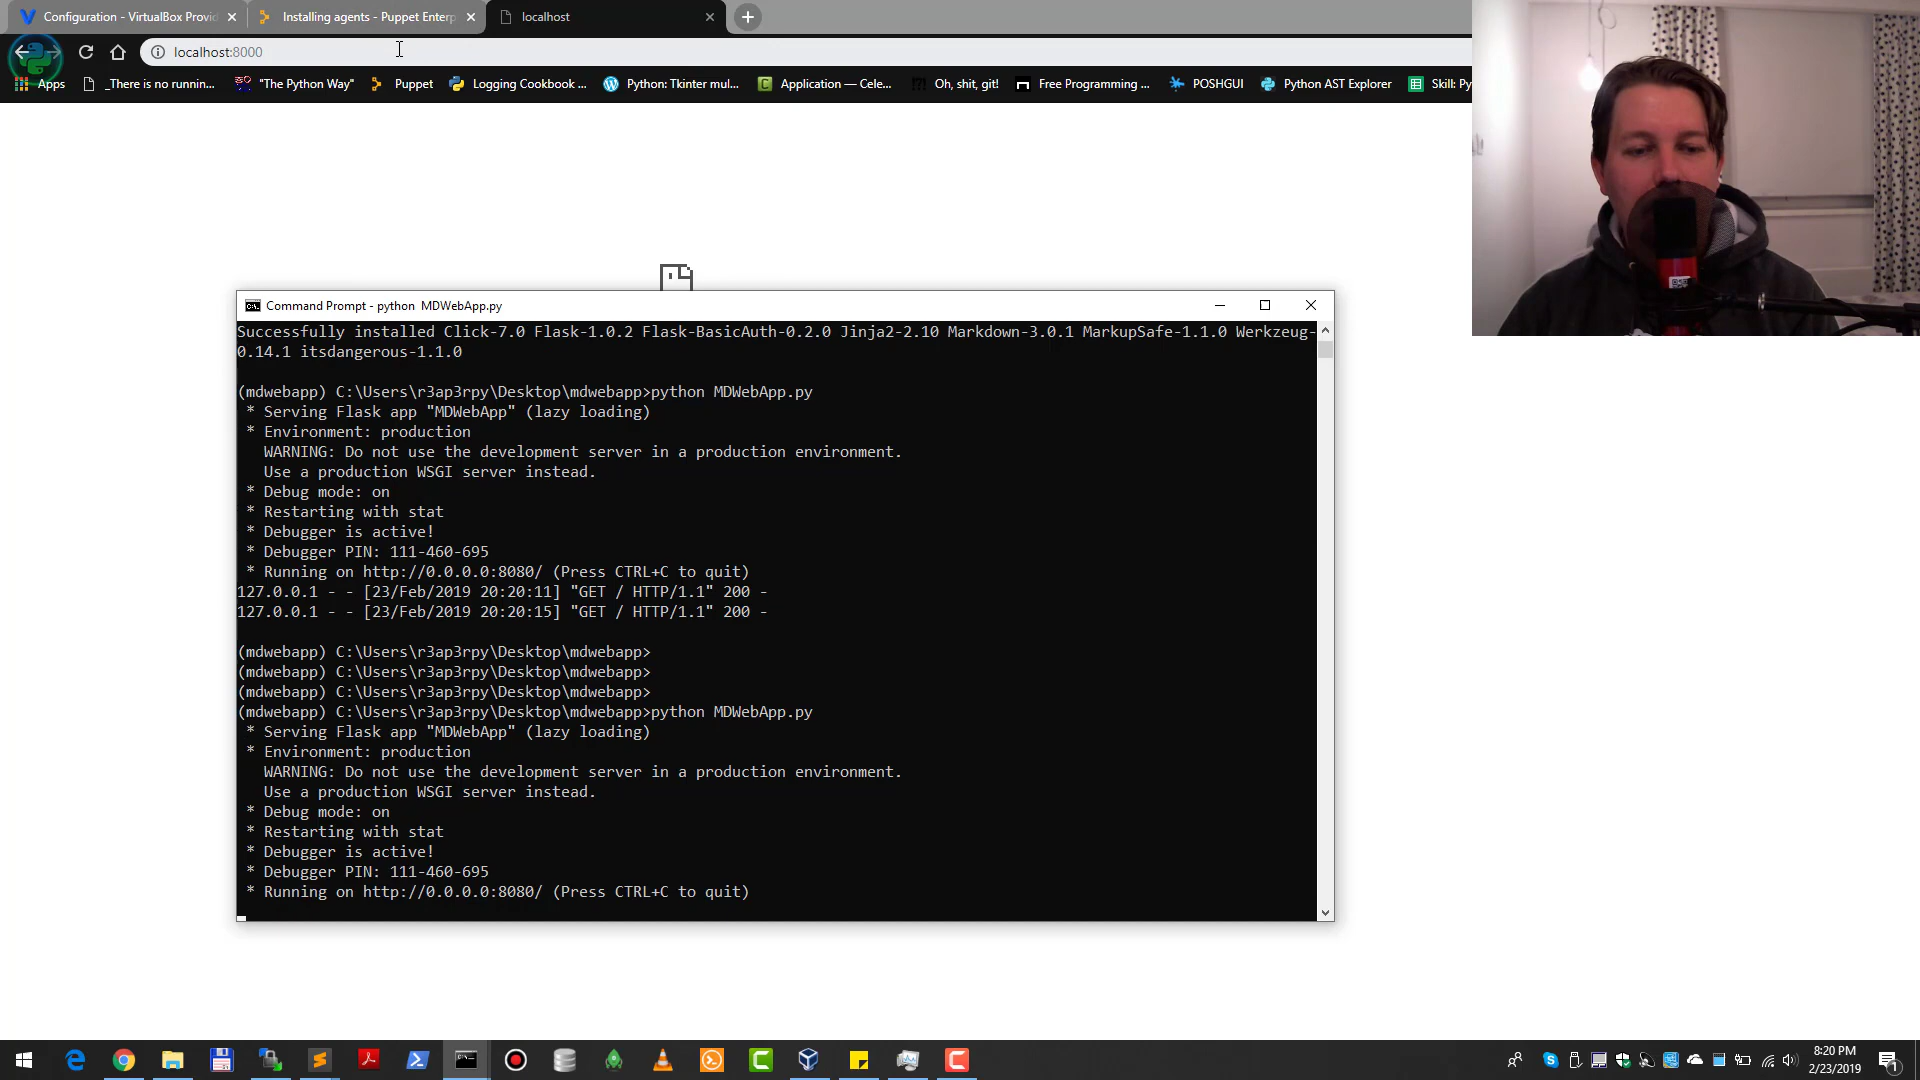 Configuration - VirtualBox Provi
Installing agents - Puppet Enterp
localhost
localhost:8000
Apps
_There is no runnin...
"The Python Way"
Puppet
Logging Cookbook ...
Python: Tkinter mul...
Application — Cele...
Oh, shit, git!
Free Programming ...
POSHGUI
Python AST Explorer
Skill: Py
Command Prompt - python  MDWebApp.py
Successfully installed Click-7.0 Flask-1.0.2 Flask-BasicAuth-0.2.0 Jinja2-2.10 Markdown-3.0.1 MarkupSafe-1.1.0 Werkzeug-
0.14.1 itsdangerous-1.1.0
(mdwebapp) C:\Users\r3ap3rpy\Desktop\mdwebapp>python MDWebApp.py
* Serving Flask app "MDWebApp" (lazy loading)
* Environment: production
WARNING: Do not use the development server in a production environment.
Use a production WSGI server instead.
* Debug mode: on
* Restarting with stat
* Debugger is active!
* Debugger PIN: 111-460-695
* Running on http://0.0.0.0:8080/ (Press CTRL+C to quit)
127.0.0.1 - - [23/Feb/2019 20:20:11] "GET / HTTP/1.1" 200 -
127.0.0.1 - - [23/Feb/2019 20:20:15] "GET / HTTP/1.1" 200 -
(mdwebapp) C:\Users\r3ap3rpy\Desktop\mdwebapp>
(mdwebapp) C:\Users\r3ap3rpy\Desktop\mdwebapp>
(mdwebapp) C:\Users\r3ap3rpy\Desktop\mdwebapp>
(mdwebapp) C:\Users\r3ap3rpy\Desktop\mdwebapp>python MDWebApp.py
* Serving Flask app "MDWebApp" (lazy loading)
* Environment: production
WARNING: Do not use the development server in a production environment.
Use a production WSGI server instead.
* Debug mode: on
* Restarting with stat
* Debugger is active!
* Debugger PIN: 111-460-695
* Running on http://0.0.0.0:8080/ (Press CTRL+C to quit)
8:20 PM
2/23/2019